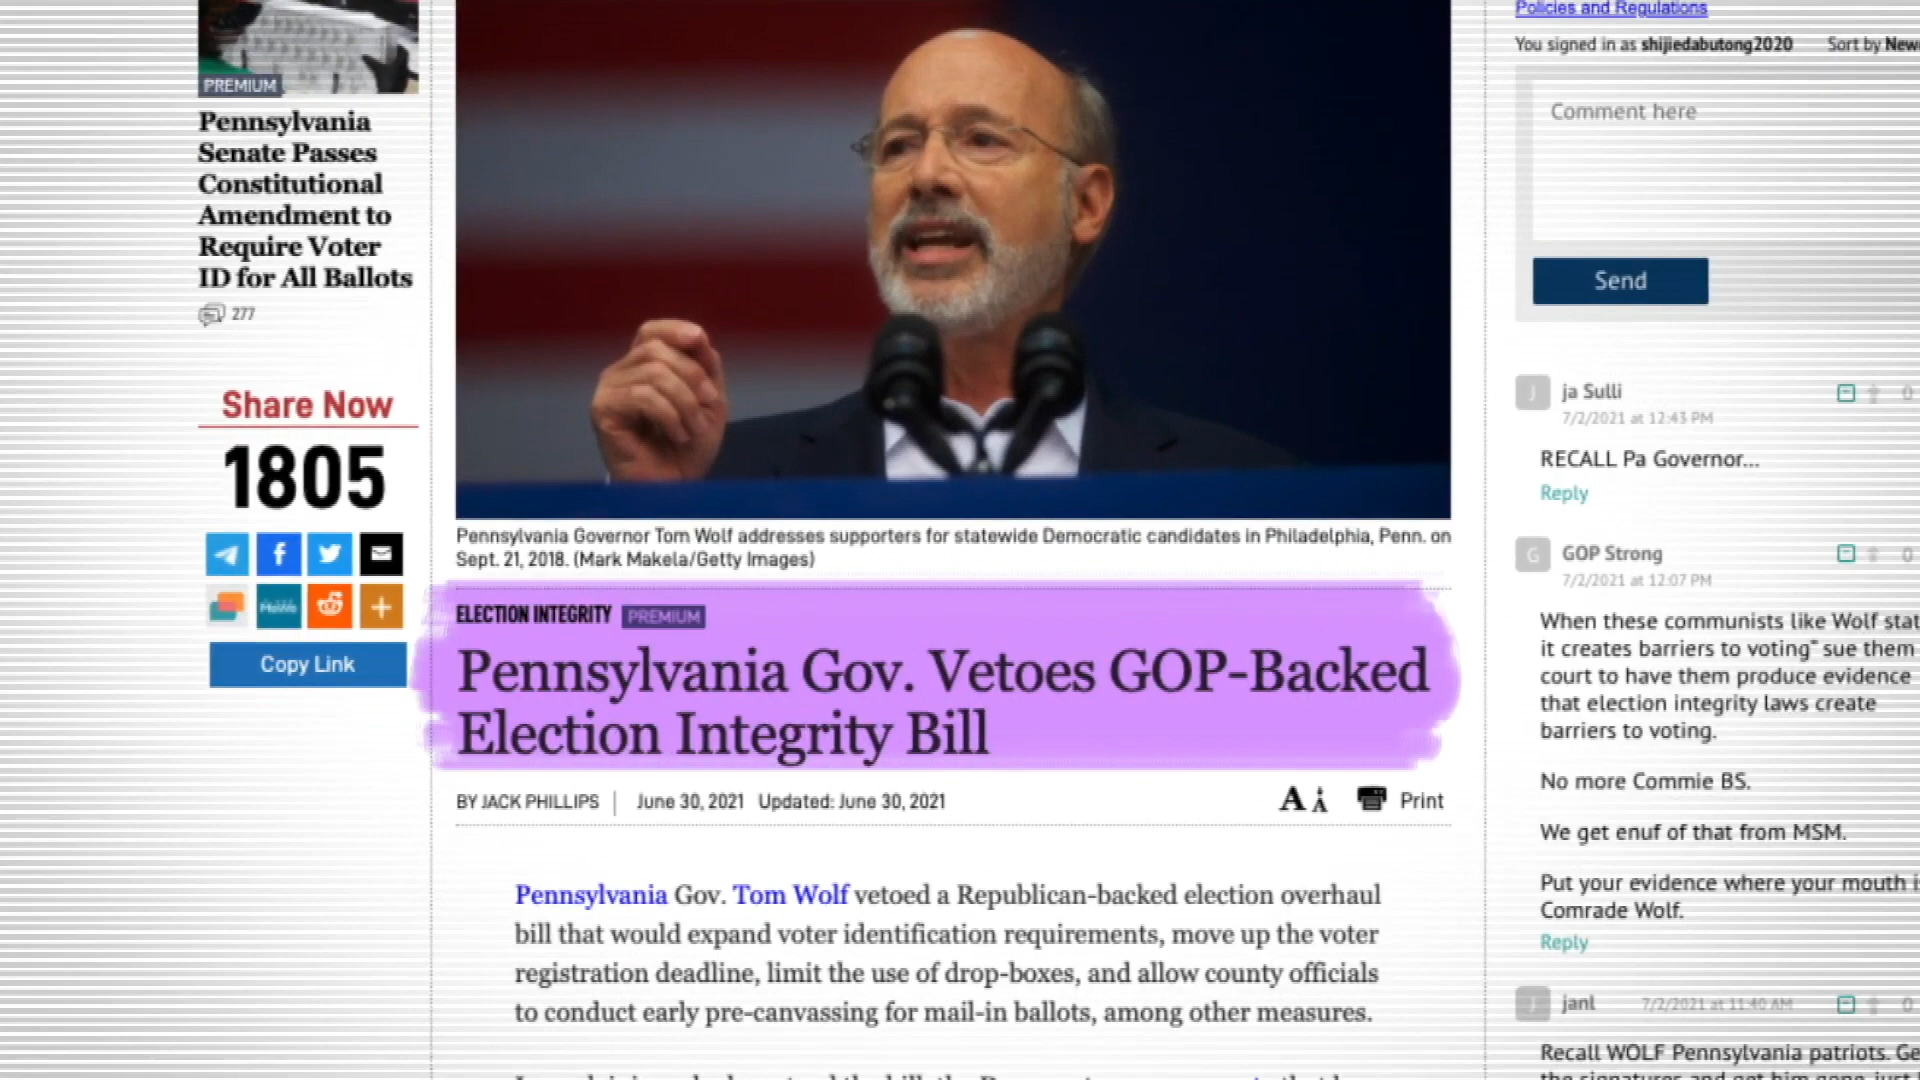 PREMIUM
Pennsylvania
Senate Passes
Constitutional
Amendment to
Require Voter
ID for All Ballots
277
Share Now
1805
Copy Link
Pennsylvania Governor Tom Wolf addresses supporters for statewide Democratic candidates in Philadelphia, Penn. on
Sept. 21, 2018. (Mark Makela/Getty Images)
ELECTION INTEGRITY PREMIUM
Pennsylvania Gov. Vetoes GOP-Backed
Election Integrity Bill
BY JACK PHILLIPS June 30, 2021 Updated: June 30, 2021
Print
Pennsylvania Gov. Tom Wolf vetoed a Republican-backed election overhaul
bill that would expand voter identification requirements, move up the voter
registration deadline, limit the use of drop-boxes, and allow county officials
to conduct early pre-canvassing for mail-in ballots, among other measures.
Policies and Regulations
You signed in as shijiedabutong2020 Sort by
Comment here
Send
ja Sulli
7/2/2021 at 12:43 PM
RECALL Pa Governor...
Reply
GOP Strong
7/2/2021 at 12:07 PM
When these communists like Wolf
it creates barriers to voting" sue them
court to have them produce evidence
that election integrity laws create
barriers to voting.
No more Commie BS.
We get enuf of that from MSM.
Put your evidence where your mouth
Comrade Wolf.
Reply
janl 7/2/2021 at 11:40 AM
Recall WOLF Pennsylvania patriots.